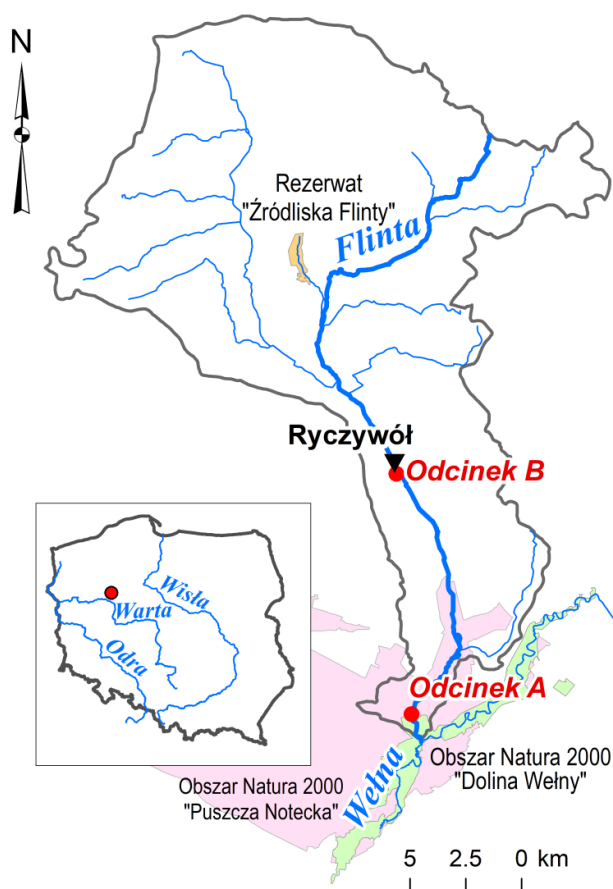 N
Rezerwat
"Źródliska Flinty"
Flinta
Ryczywół
Odcinek B
Wisła
Warta
Odra
Odcinek A
Obszar Natura 2000
"Dolina Wełny"
Obszar Natura 2000
"Puszcza Notecka"
Wełna
5 2.5 0 km